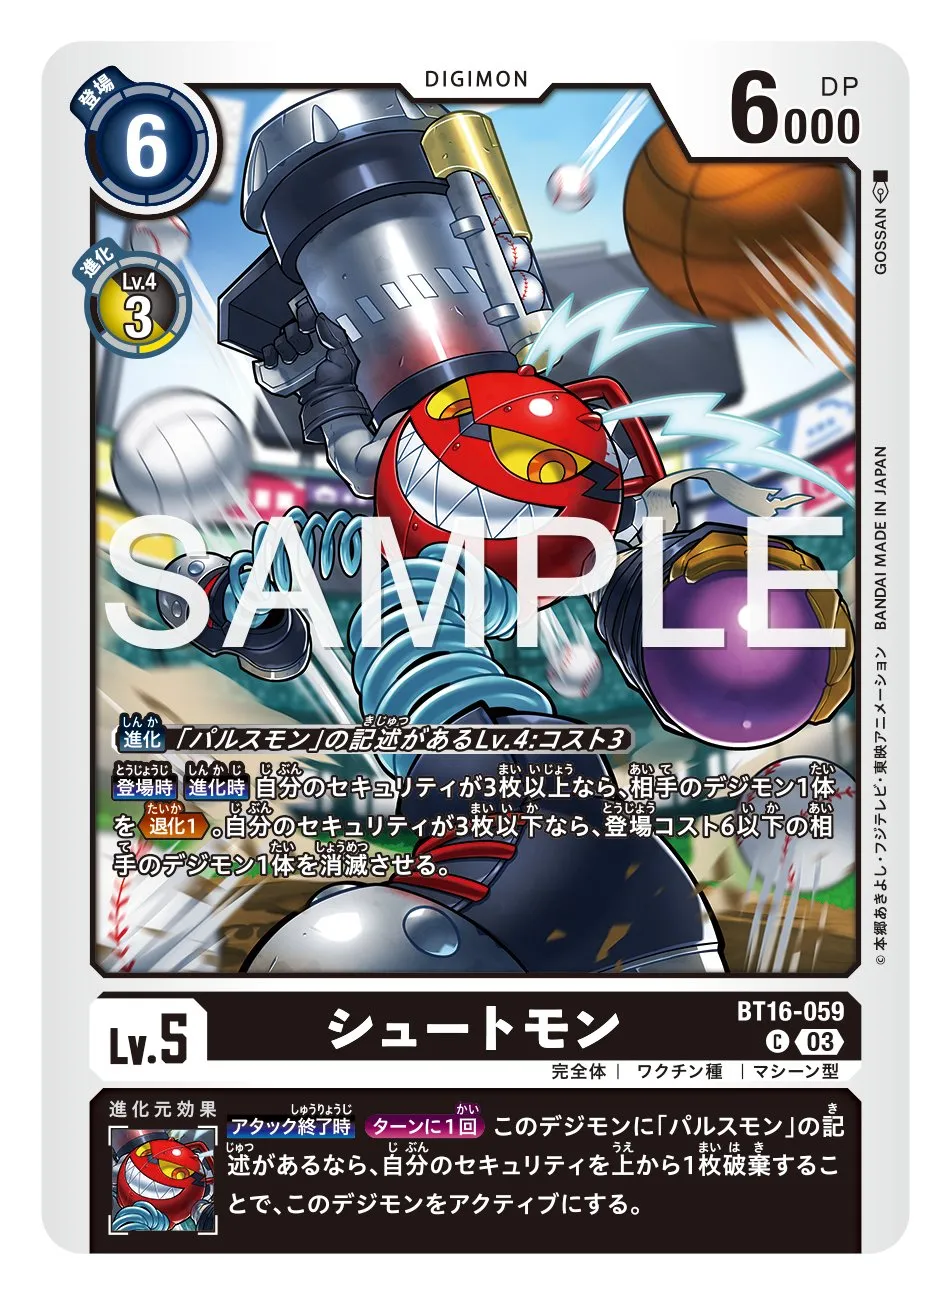 DIGIMON
登場
6
DP
6000
進化
Lv.4
3
GOSSAN
BANDAI MADE IN JAPAN
©本郷あきよし・フジテレビ・東映アニメーション
SAMPLE
進化 「パルスモン」の記述があるLv.4:コスト3
登場時 進化時 自分のセキュリティが3枚以上なら、相手のデジモン1体
を 退化1 。自分のセキュリティが3枚以下なら、登場コスト6以下の相
手のデジモン1体を消滅させる。
Lv.5
シュートモン
BT16-059
C 03
完全体 | ワクチン種 | マシーン型
進化元効果
アタック終了時 ターンに1回 このデジモンに「パルスモン」の記
述があるなら、自分のセキュリティを上から1枚破棄するこ
とで、このデジモンをアクティブにする。